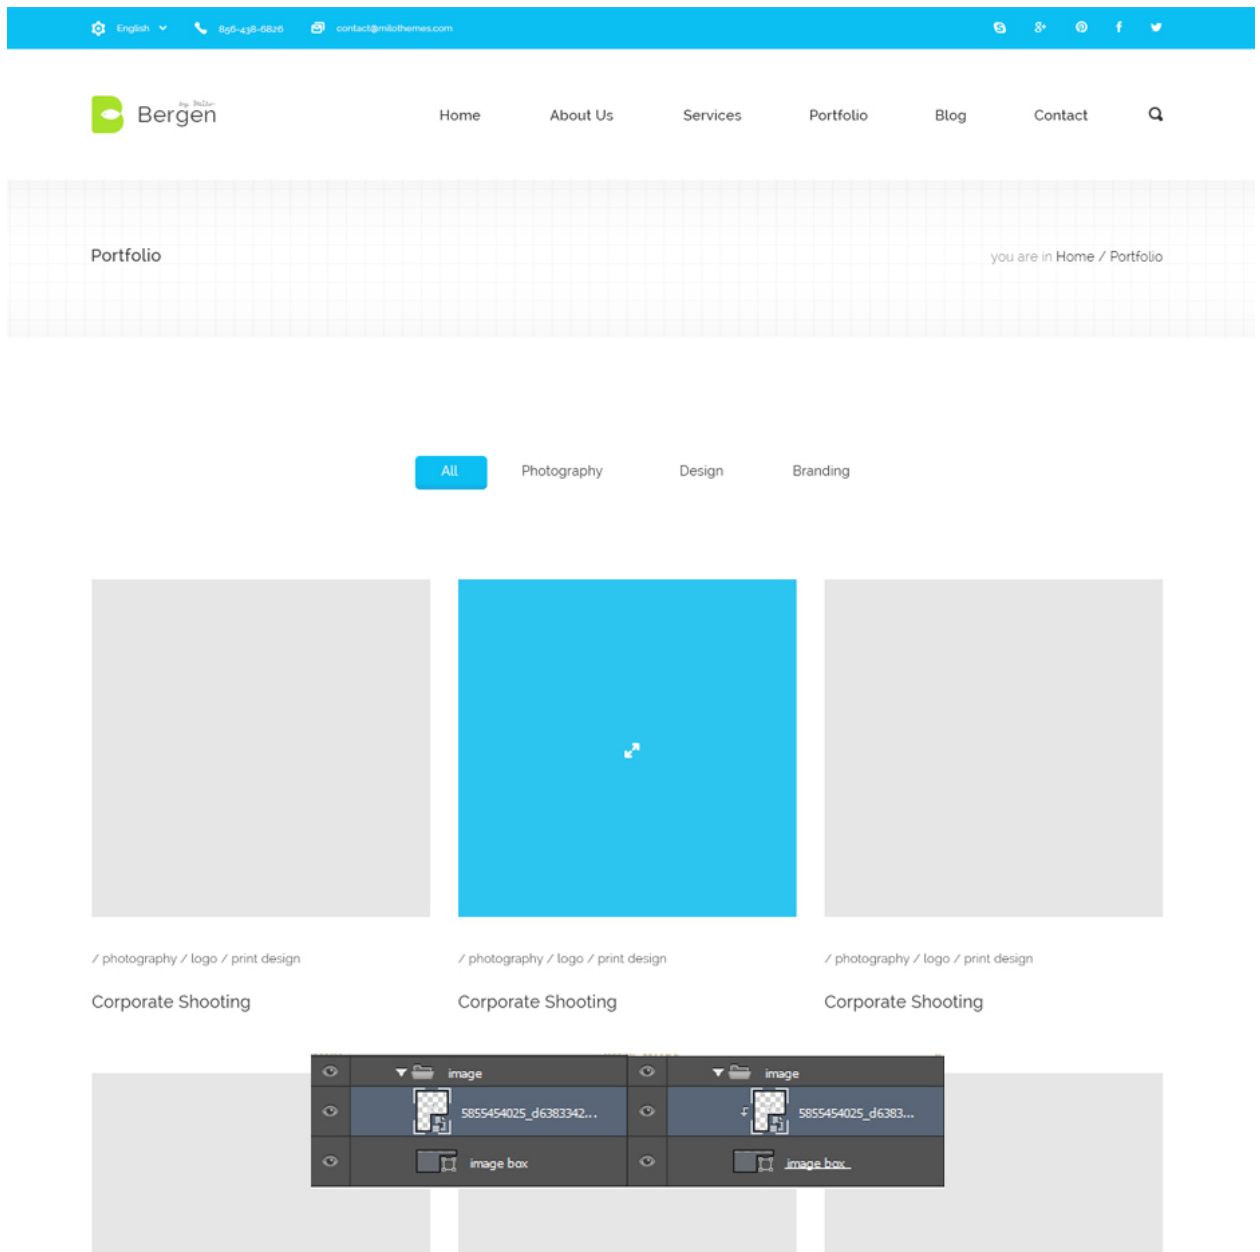 English 856-438-6826 contact@milothemes.com
by Milo
Bergen Home About Us Services Portfolio Blog Contact
Portfolio you are in Home / Portfolio
All Photography Design Branding
/ photography / logo / print design / photography / logo / print design / photography / logo / print design
Corporate Shooting Corporate Shooting Corporate Shooting
image image
5855454025_d6383342... 5855454025_d6383...
image box image box